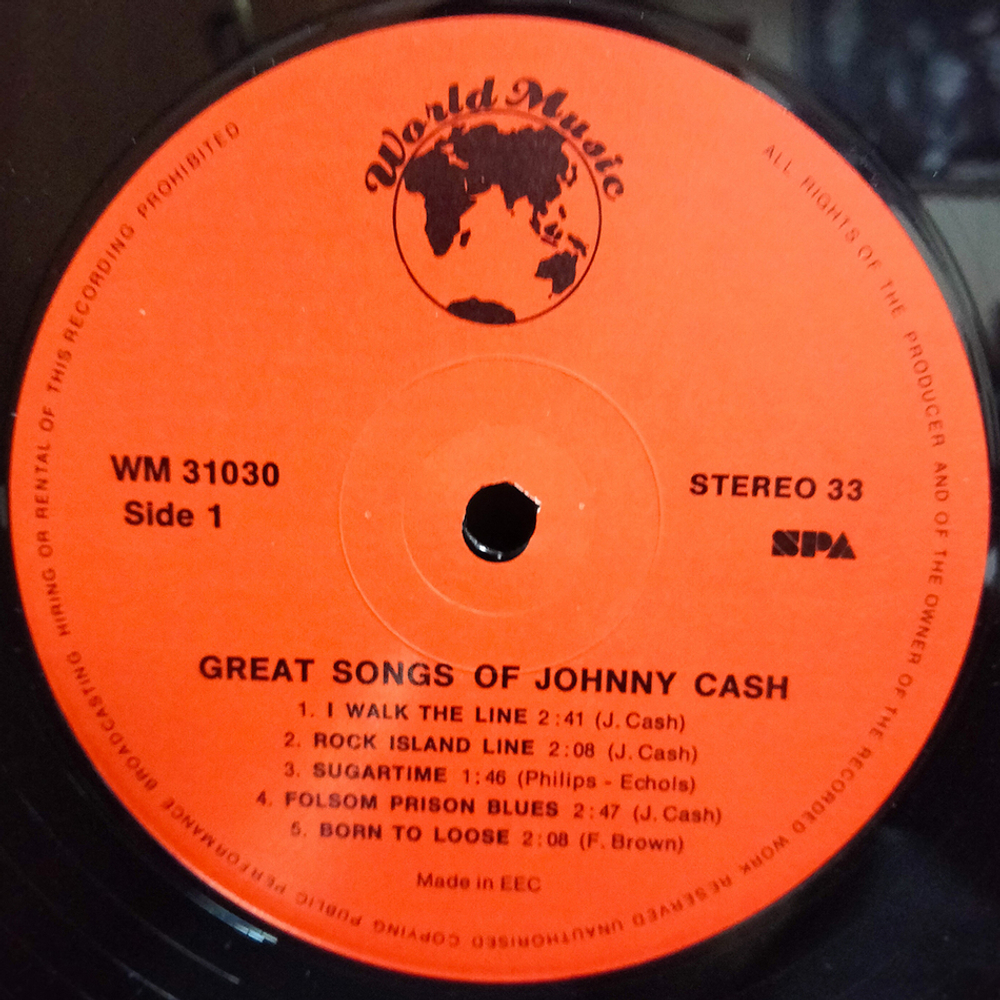 World Music
ALL RIGHTS OF THE PRODUCER AND OF THE OWNER OF THE RECORDED WORK RESERVED UNAUTHORISED COPYING PUBLIC PERFORMANCE BROADCASTING HIRING OR RENTAL OF THIS RECORDING PROHIBITED
WM 31030
Side 1
STEREO 33
SPA
GREAT SONGS OF JOHNNY CASH
1. I WALK THE LINE 2:41 (J. Cash)
2. ROCK ISLAND LINE 2:08 (J. Cash)
3. SUGARTIME 1:46 (Philips - Echols)
4. FOLSOM PRISON BLUES 2:47 (J. Cash)
5. BORN TO LOOSE 2:08 (F. Brown)
Made in EEC